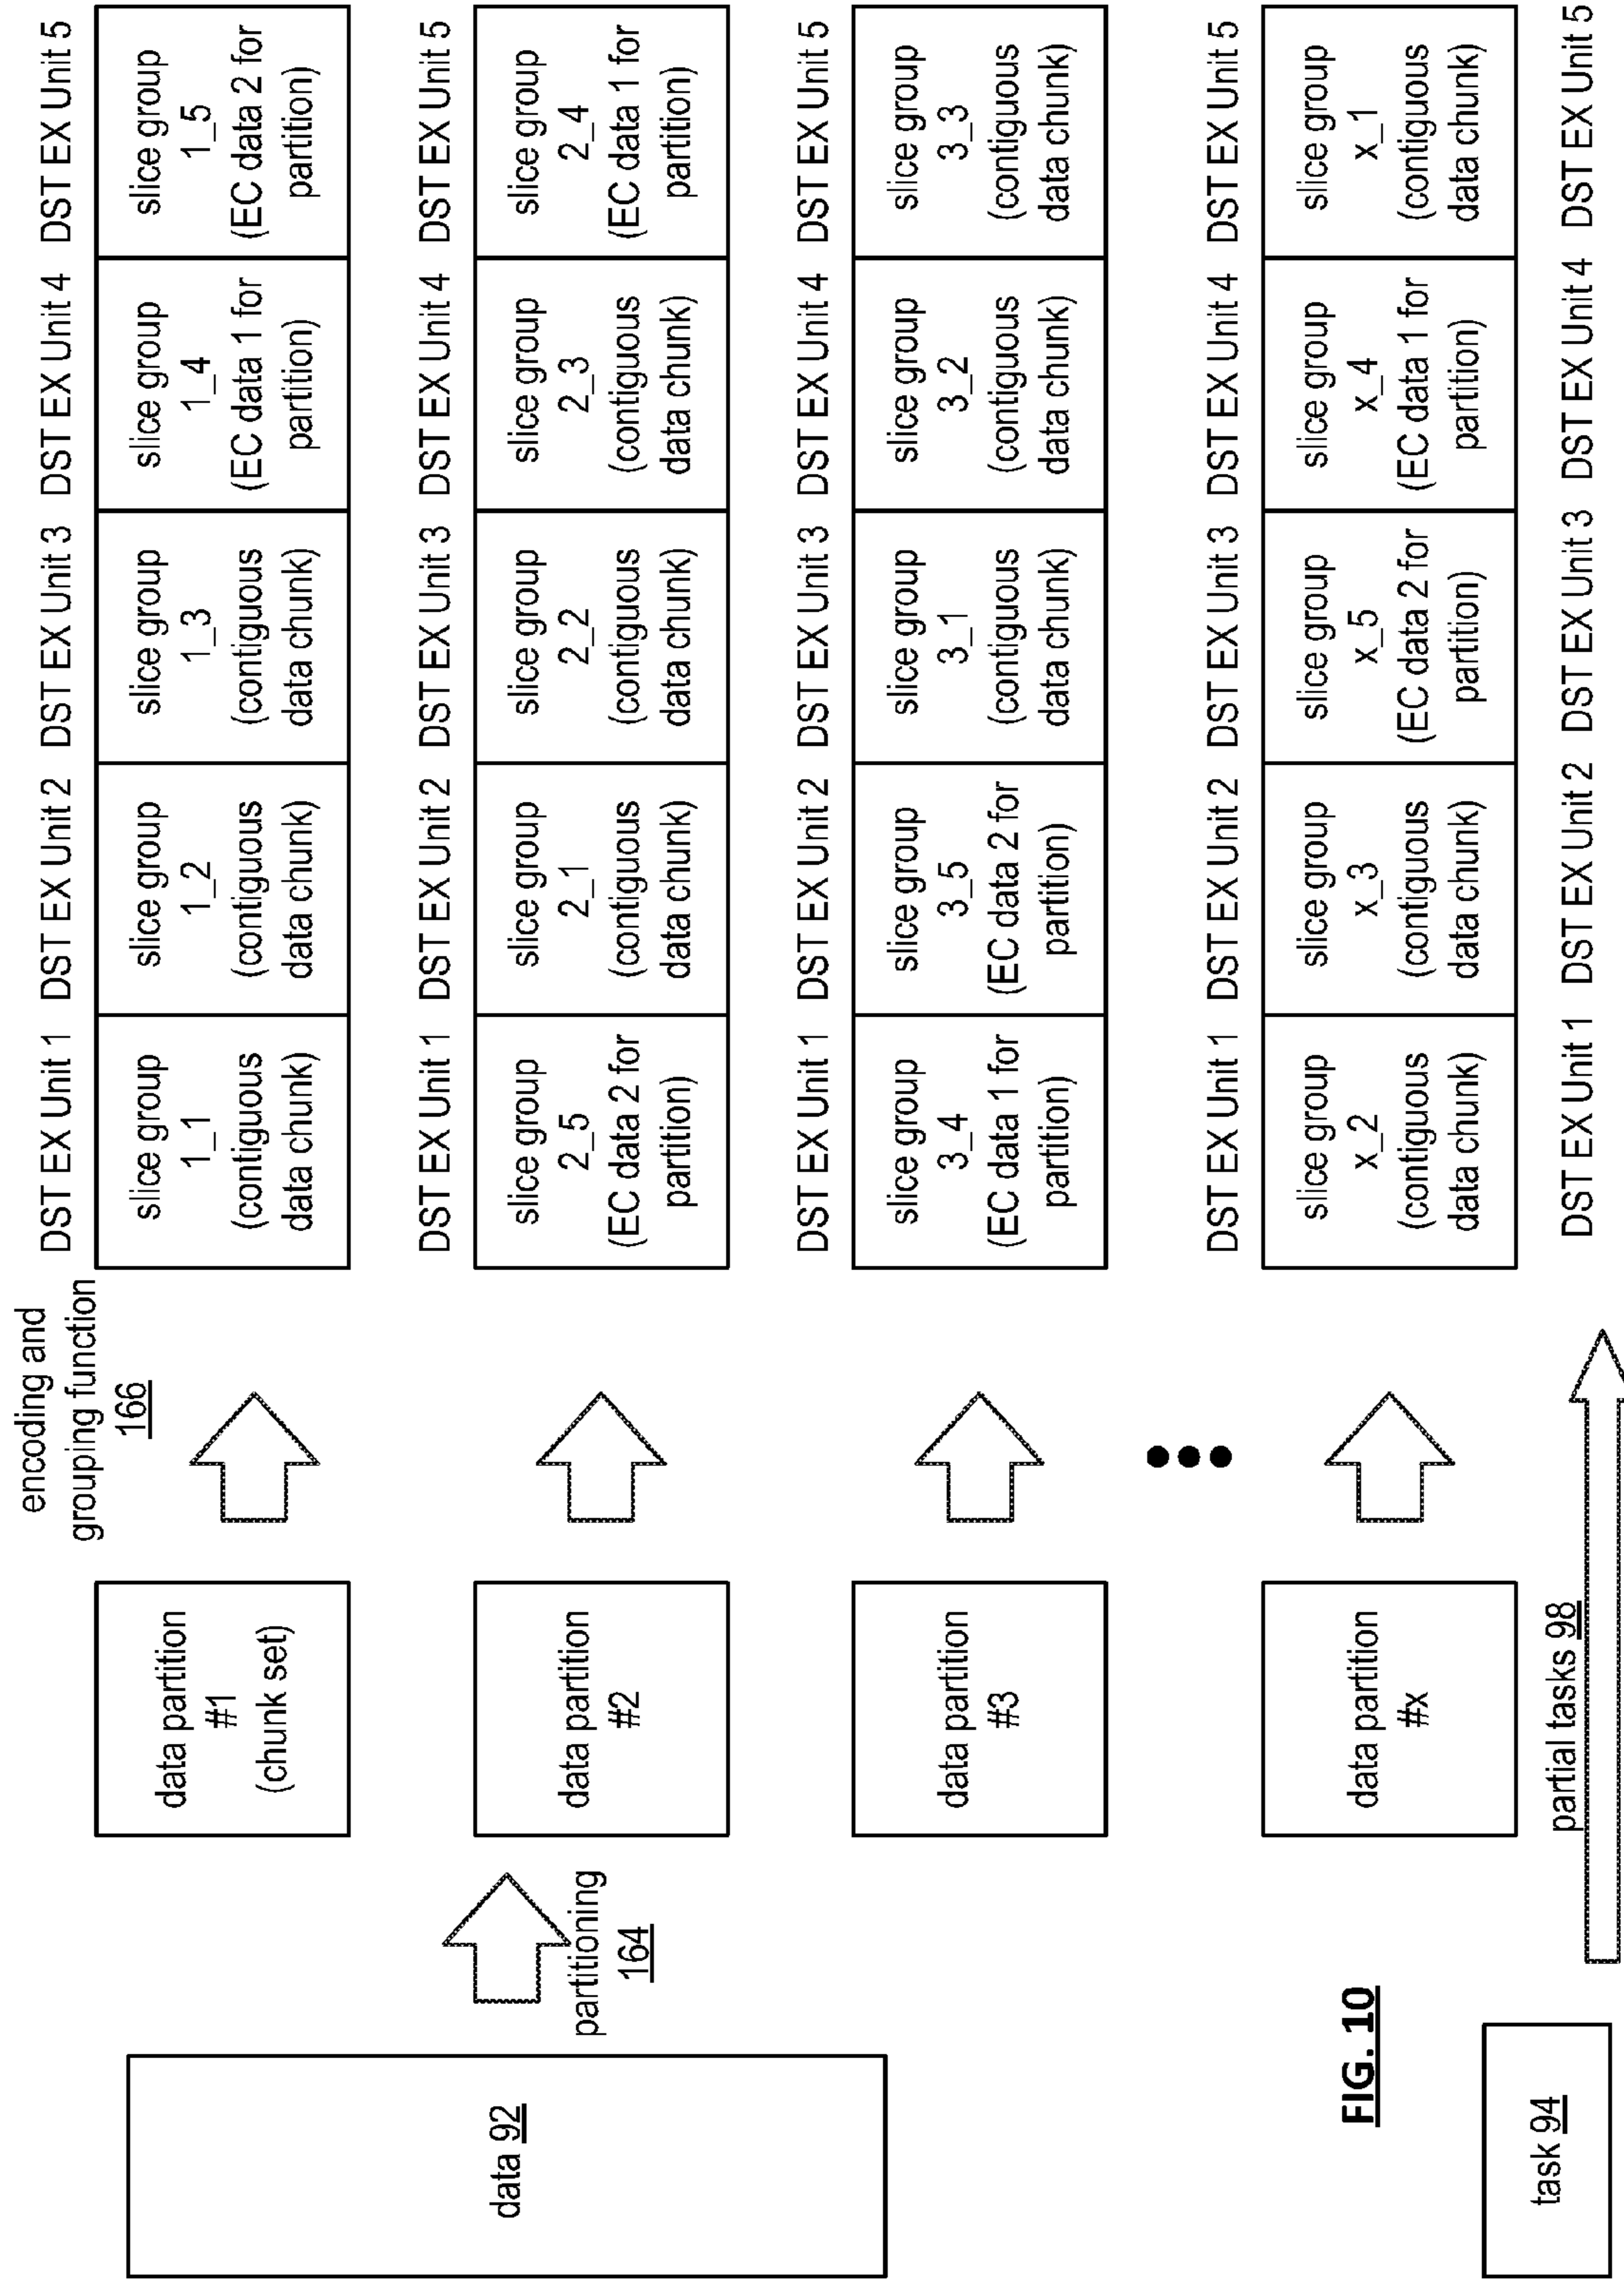 data 92
partitioning
164
data partition
#1
(chunk set)
data partition
#2
data partition
#3
data partition
#x
encoding and
grouping function
166
DST EX Unit 1 DST EX Unit 2 DST EX Unit 3 DST EX Unit 4 DST EX Unit 5
slice group
1_1
(contiguous
data chunk)
slice group
1_2
(contiguous
data chunk)
slice group
1_3
(contiguous
data chunk)
slice group
1_4
(EC data 1 for
partition)
slice group
1_5
(EC data 2 for
partition)
DST EX Unit 1 DST EX Unit 2 DST EX Unit 3 DST EX Unit 4 DST EX Unit 5
slice group
2_5
(EC data 2 for
partition)
slice group
2_1
(contiguous
data chunk)
slice group
2_2
(contiguous
data chunk)
slice group
2_3
(contiguous
data chunk)
slice group
2_4
(EC data 1 for
partition)
DST EX Unit 1 DST EX Unit 2 DST EX Unit 3 DST EX Unit 4 DST EX Unit 5
slice group
3_4
(EC data 1 for
partition)
slice group
3_5
(EC data 2 for
partition)
slice group
3_1
(contiguous
data chunk)
slice group
3_2
(contiguous
data chunk)
slice group
3_3
(contiguous
data chunk)
DST EX Unit 1 DST EX Unit 2 DST EX Unit 3 DST EX Unit 4 DST EX Unit 5
slice group
x_2
(contiguous
data chunk)
slice group
x_3
(contiguous
data chunk)
slice group
x_5
(EC data 2 for
partition)
slice group
x_4
(EC data 1 for
partition)
slice group
x_1
(contiguous
data chunk)
FIG. 10
task 94
partial tasks 98
DST EX Unit 1 DST EX Unit 2 DST EX Unit 3 DST EX Unit 4 DST EX Unit 5